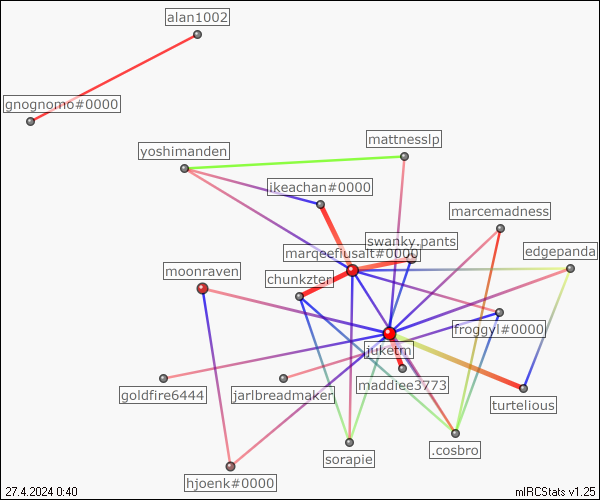 alan1002
gnognomo#0000
mattnesslp
yoshimanden
ikeachan#0000
marcemadness
swanky.pants
marqeefiusalt#0000
edgepanda
moonraven
chunkzter
froggyl#0000
juketm
maddiee3773
goldfire6444
jarlbreadmaker
turtelious
.cosbro
sorapie
hjoenk#0000
27.4.2024 0:40
mIRCStats v1.25